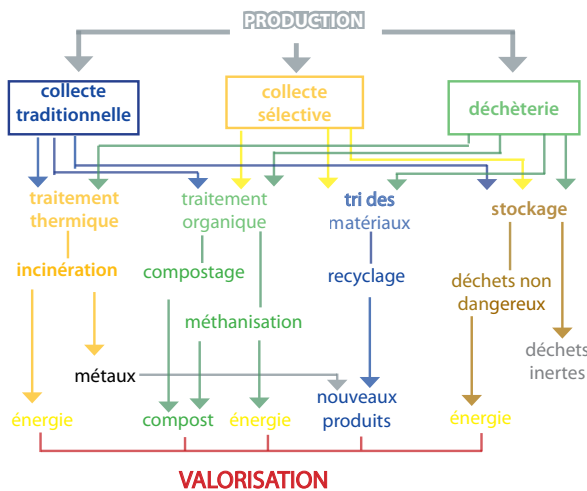 PRODUCTION
collecte
traditionnelle
collecte
sélective
déchèterie
traitement
thermique
traitement
organique
tri des
matériaux
stockage
incinération
compostage
recyclage
déchets non
dangereux
méthanisation
déchets
inertes
métaux
nouveaux
produits
énergie
compost
énergie
énergie
VALORISATION